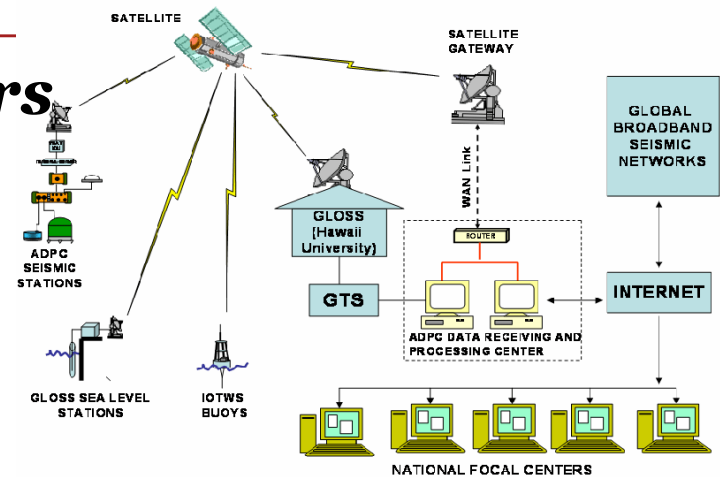 SATELLITE
SATELLITE
GATEWAY
rs
GLOBAL
BROADBAND
SEISMIC
NETWORKS
WAN Link
GLOSS
(Hawaii
University)
ROUTER
ADPC
SEISMIC
STATIONS
GTS
INTERNET
ADPC DATA RECEIVING AND
PROCESSING CENTER
GLOSS SEA LEVEL
STATIONS
IOTWS
BUOYS
NATIONAL FOCAL CENTERS